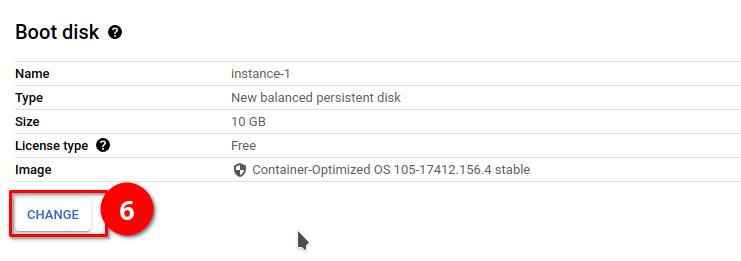 Boot disk ?
Name instance-1
Type New balanced persistent disk
Size 10 GB
License type ? Free
Image Container-Optimized OS 105-17412.156.4 stable
CHANGE 6